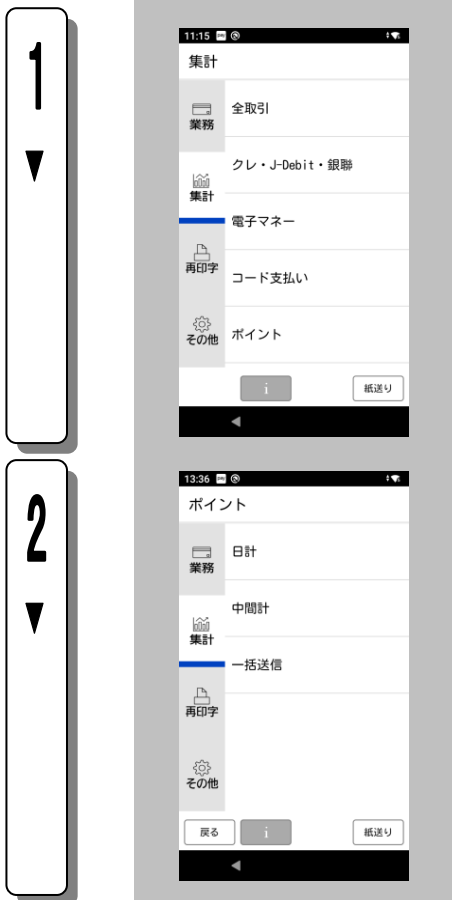 1
▼
11:15
集計
業務
集計
再印字
その他
全取引
クレ・J-Debit・銀聯
電子マネー
コード支払い
ポイント
i
紙送り
2
▼
13:36
ポイント
業務
集計
再印字
その他
日計
中間計
一括送信
戻る
i
紙送り